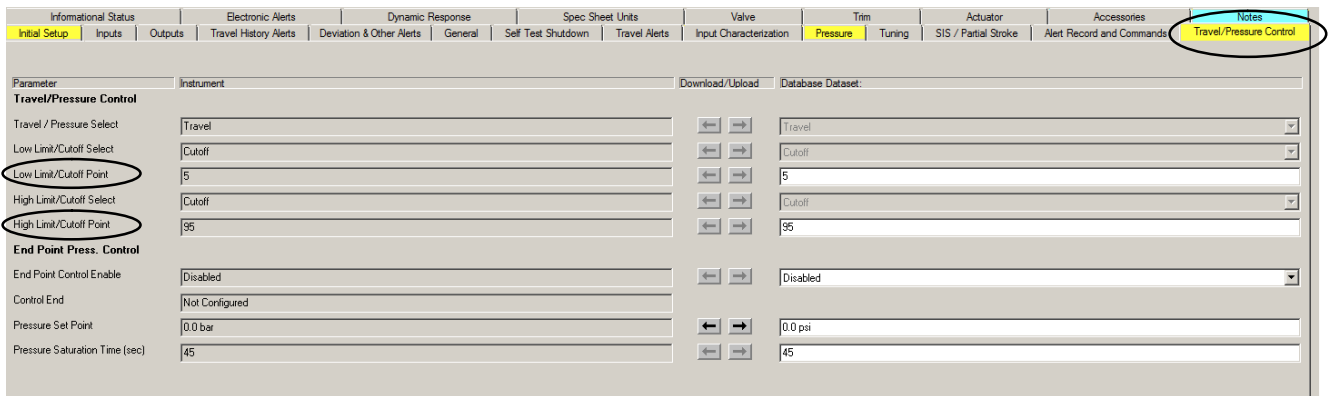 Informational Status Electronic Alerts Dynamic Response Spec Sheet Units Valve Trim Actuator Accessories Notes
Initial Setup Inputs Outputs Travel History Alerts Deviation & Other Alerts General Self Test Shutdown Travel Alerts Input Characterization Pressure Tuning SIS / Partial Stroke Alert Record and Commands Travel/Pressure Control
Parameter Instrument Download/Upload Database Dataset:
Travel/Pressure Control
Travel / Pressure Select Travel Travel
Low Limit/Cutoff Select Cutoff Cutoff
Low Limit/Cutoff Point 5 5
High Limit/Cutoff Select Cutoff Cutoff
High Limit/Cutoff Point 95 95
End Point Press. Control
End Point Control Enable Disabled Disabled
Control End Not Configured
Pressure Set Point 0.0 bar 0.0 psi
Pressure Saturation Time (sec) 45 45